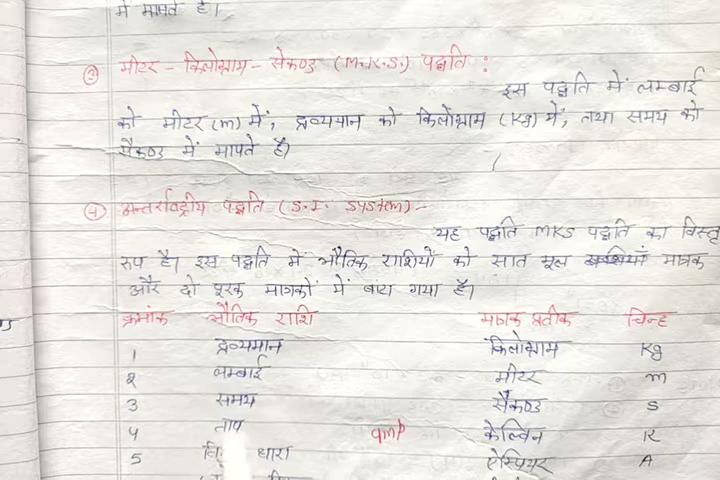 में मापते है।
③ मीटर - किलोग्राम - सेकण्ड (M.K.S.) पद्धति :
इस पद्धति में लम्बाई
को मीटर (m) में, द्रव्यमान को किलोग्राम (Kg) में, तथा समय को
सैकण्ड में मापते है।
④ अन्तर्राष्ट्रीय पद्धति (S.I. System) -
यह पद्धति MKS पद्धति का विस्तृ
रूप है। इस पद्धति में भौतिक राशियों को सात मूल मात्रक
और दो पूरक मात्रकों में बाटा गया है।
क्रमांक भौतिक राशि मात्रक प्रतीक चिन्ह
1 द्रव्यमान किलोग्राम Kg
2 लम्बाई मीटर m
3 समय सैकण्ड S
4 ताप amp केल्विन K
5 वि धारा ऐम्पियर A